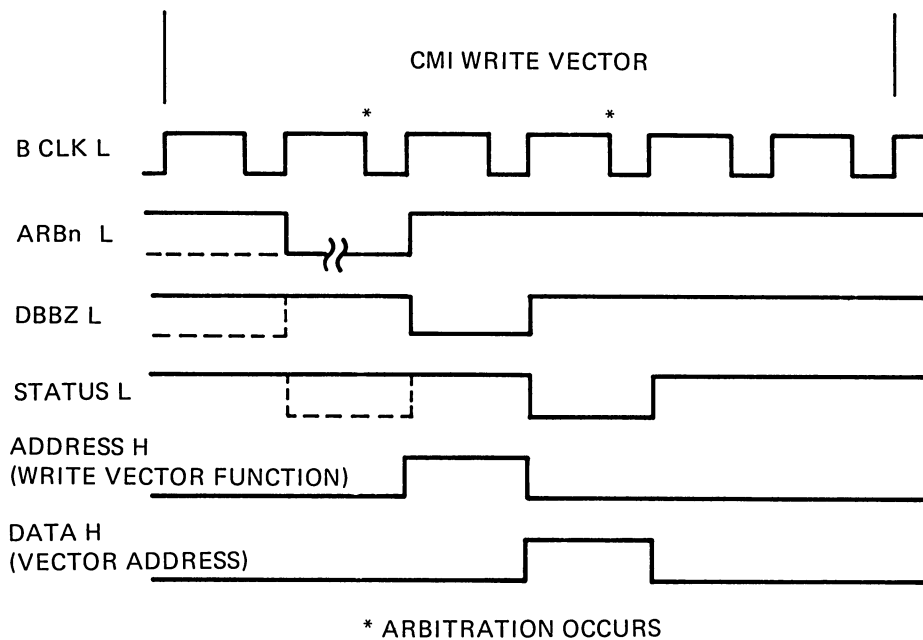 CMI WRITE VECTOR
* *
B CLK L
ARBn L
DBBZ L
STATUS L
ADDRESS H
(WRITE VECTOR FUNCTION)
DATA H
(VECTOR ADDRESS)
* ARBITRATION OCCURS